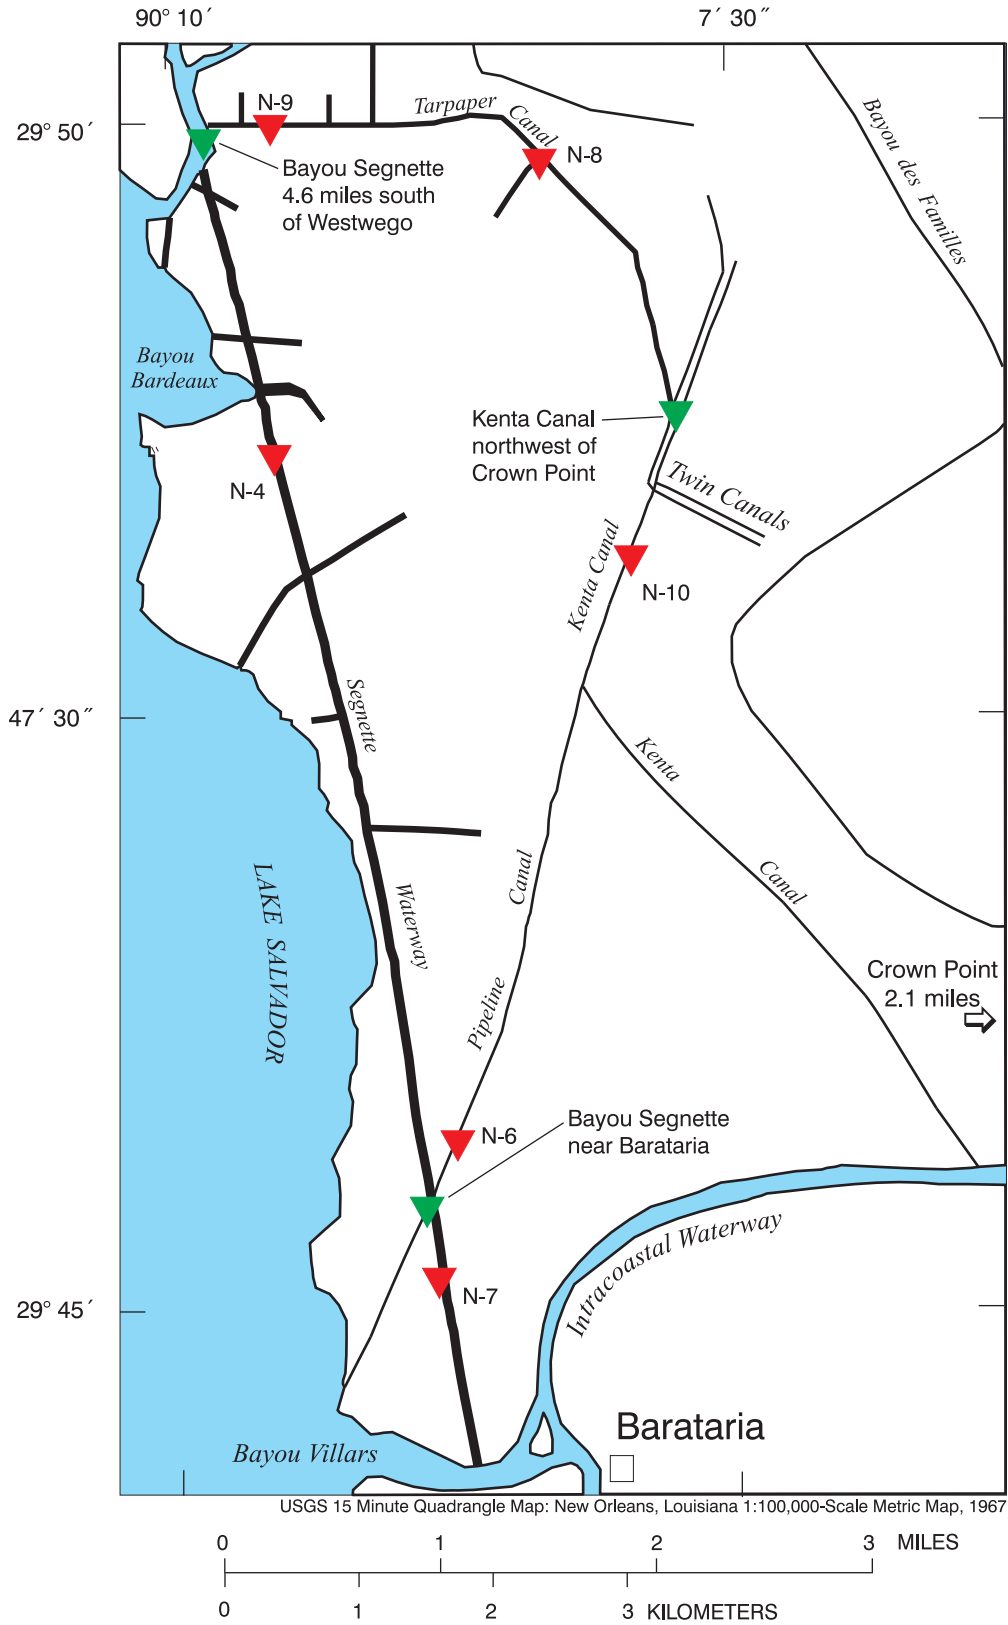 90° 10´
7´ 30˝
29° 50´
N-9
Tarpaper
Canal
N-8
Bayou des Familles
Bayou Segnette
4.6 miles south
of Westwego
Bayou
Bardeaux
Kenta Canal
northwest of
Crown Point
N-4
Twin Canals
Kenta Canal
N-10
47´ 30˝
Segnette
Kenta
Canal
Canal
LAKE SALVADOR
Waterway
Crown Point
2.1 miles
Pipeline
Bayou Segnette
near Barataria
N-6
Intracoastal Waterway
N-7
29° 45´
Barataria
Bayou Villars
USGS 15 Minute Quadrangle Map: New Orleans, Louisiana 1:100,000-Scale Metric Map, 1967
0 1 2 3 MILES
0 1 2 3 KILOMETERS